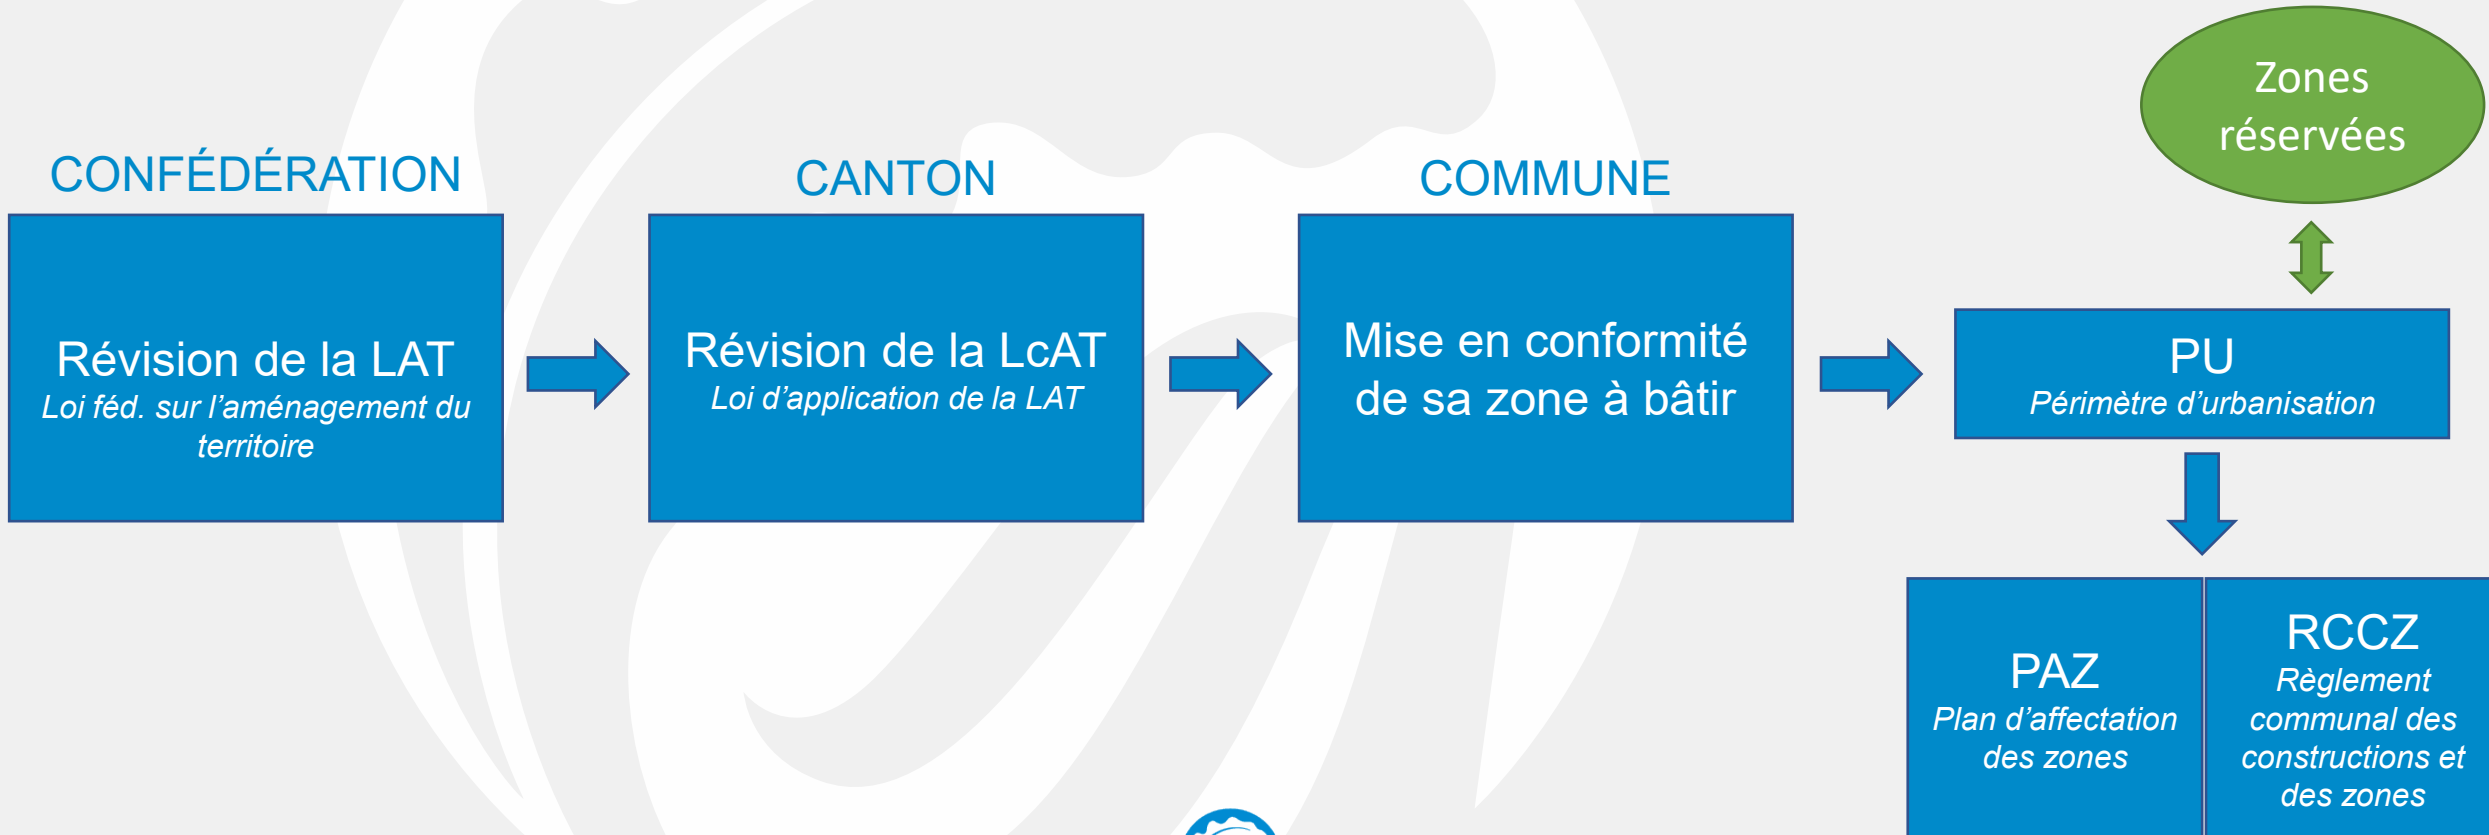 CONFÉDÉRATION
Révision de la LAT
Loi féd. sur l’aménagement du
territoire
CANTON
Révision de la LcAT
Loi d’application de la LAT
COMMUNE
Mise en conformité
de sa zone à bâtir
Zones
réservées
PU
Périmètre d’urbanisation
PAZ
Plan d’affectation
des zones
RCCZ
Règlement
communal des
constructions et
des zones